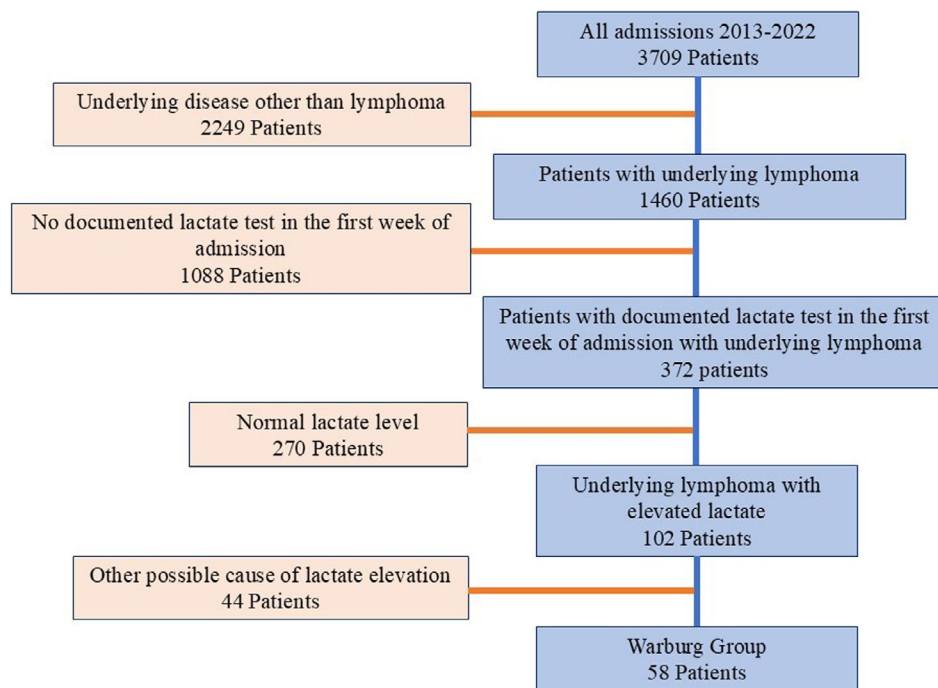 All admissions 2013-2022
3709 Patients
Underlying disease other than lymphoma
2249 Patients
Patients with underlying lymphoma
1460 Patients
No documented lactate test in the first week of
admission
1088 Patients
Patients with documented lactate test in the first
week of admission with underlying lymphoma
372 patients
Normal lactate level
270 Patients
Underlying lymphoma with
elevated lactate
102 Patients
Other possible cause of lactate elevation
44 Patients
Warburg Group
58 Patients